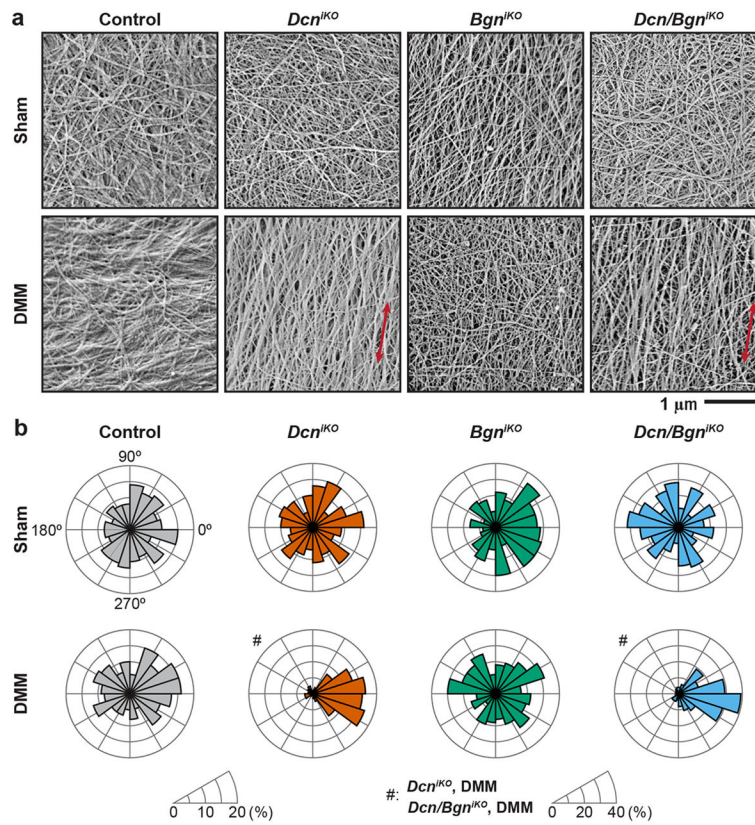 a
Control Dcn^iKO Bgn^iKO Dcn/Bgn^iKO
Sham
DMM
1 μm
b
Control Dcn^iKO Bgn^iKO Dcn/Bgn^iKO
90º
Sham
180º 0º
270º
DMM
# #
0 10 20 (%)
#: Dcn^iKO, DMM
Dcn/Bgn^iKO, DMM
0 20 40 (%)